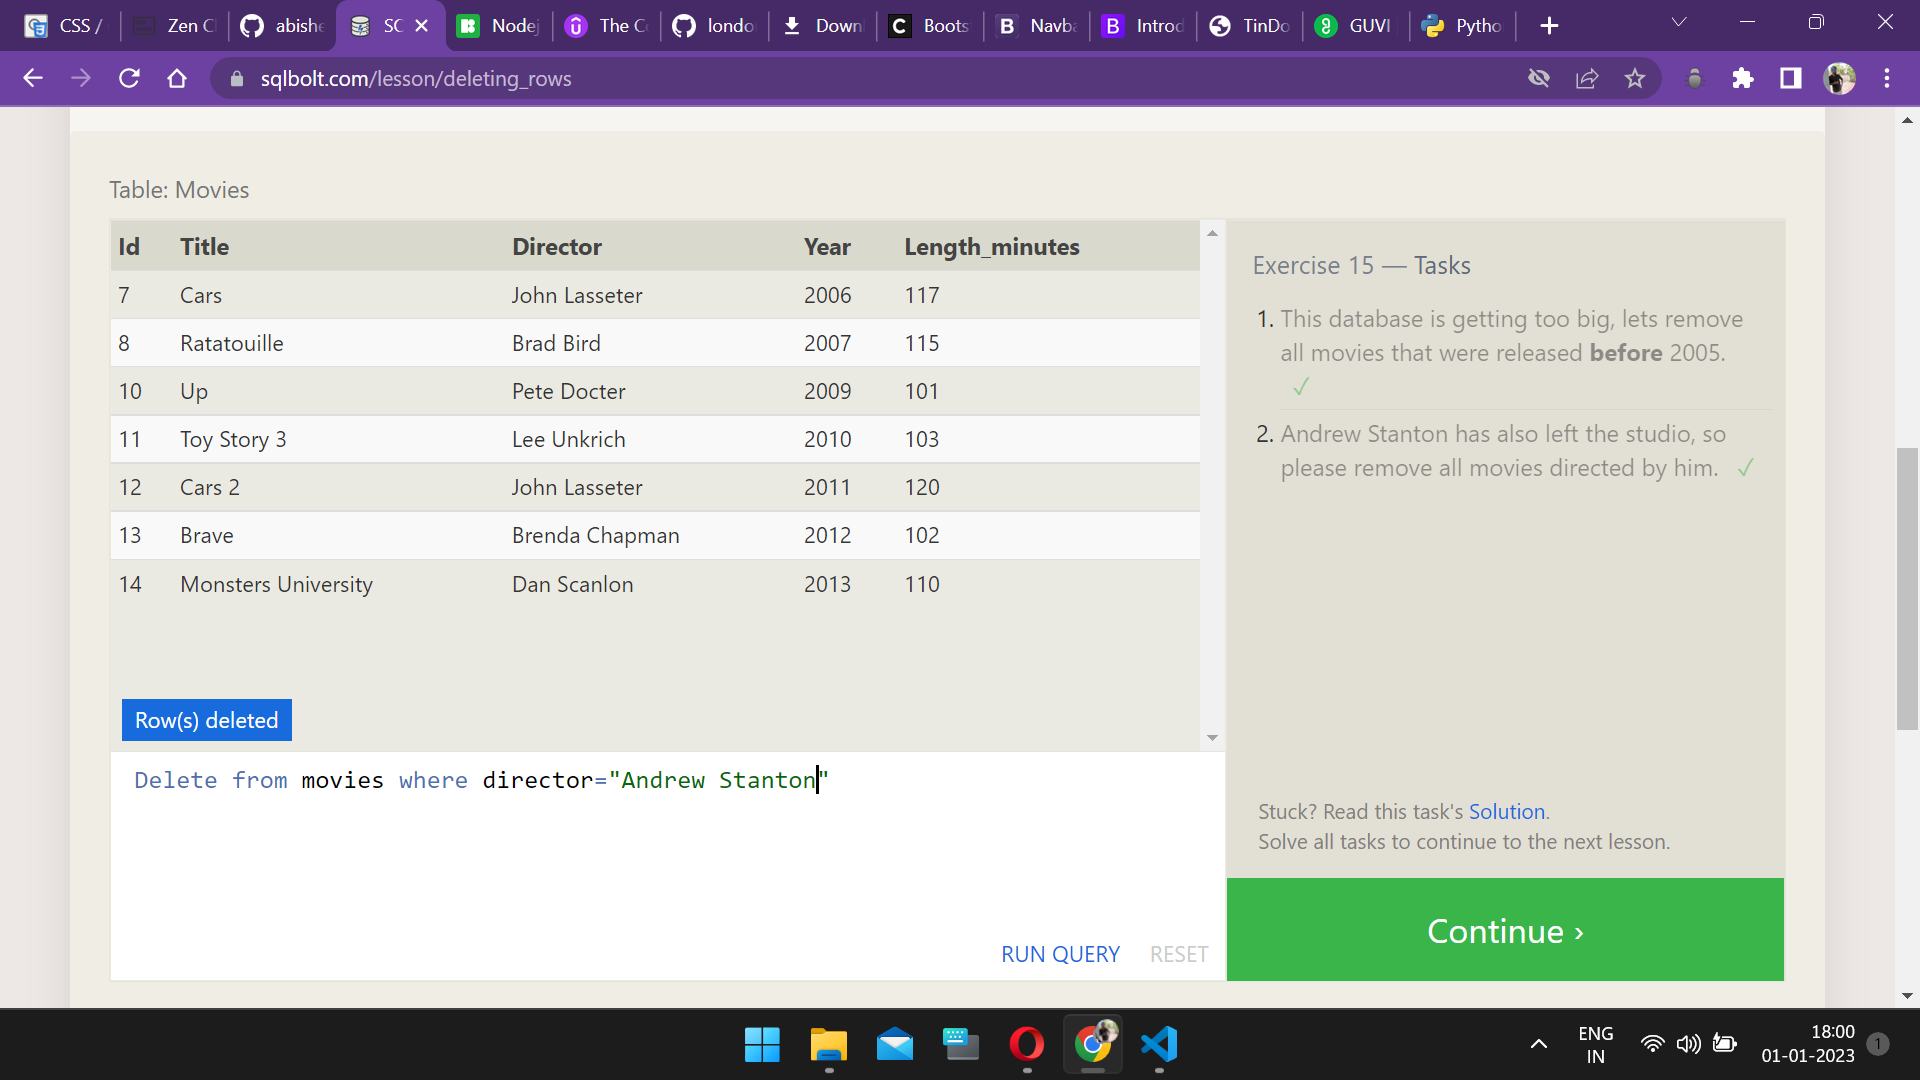 CSS /
Zen C
abishe
SC
Nodej
The C
londo
Down
Boots
Navba
Introd
TinDo
GUVI
Pytho
sqlbolt.com/lesson/deleting_rows
Table: Movies
Id Title Director Year Length_minutes
7 Cars John Lasseter 2006 117
8 Ratatouille Brad Bird 2007 115
10 Up Pete Docter 2009 101
11 Toy Story 3 Lee Unkrich 2010 103
12 Cars 2 John Lasseter 2011 120
13 Brave Brenda Chapman 2012 102
14 Monsters University Dan Scanlon 2013 110
Row(s) deleted
Delete from movies where director="Andrew Stanton"
RUN QUERY RESET
Exercise 15 — Tasks
1. This database is getting too big, lets remove
all movies that were released before 2005.
✓
2. Andrew Stanton has also left the studio, so
please remove all movies directed by him. ✓
Stuck? Read this task's Solution.
Solve all tasks to continue to the next lesson.
Continue ›
ENG
IN
18:00
01-01-2023
1